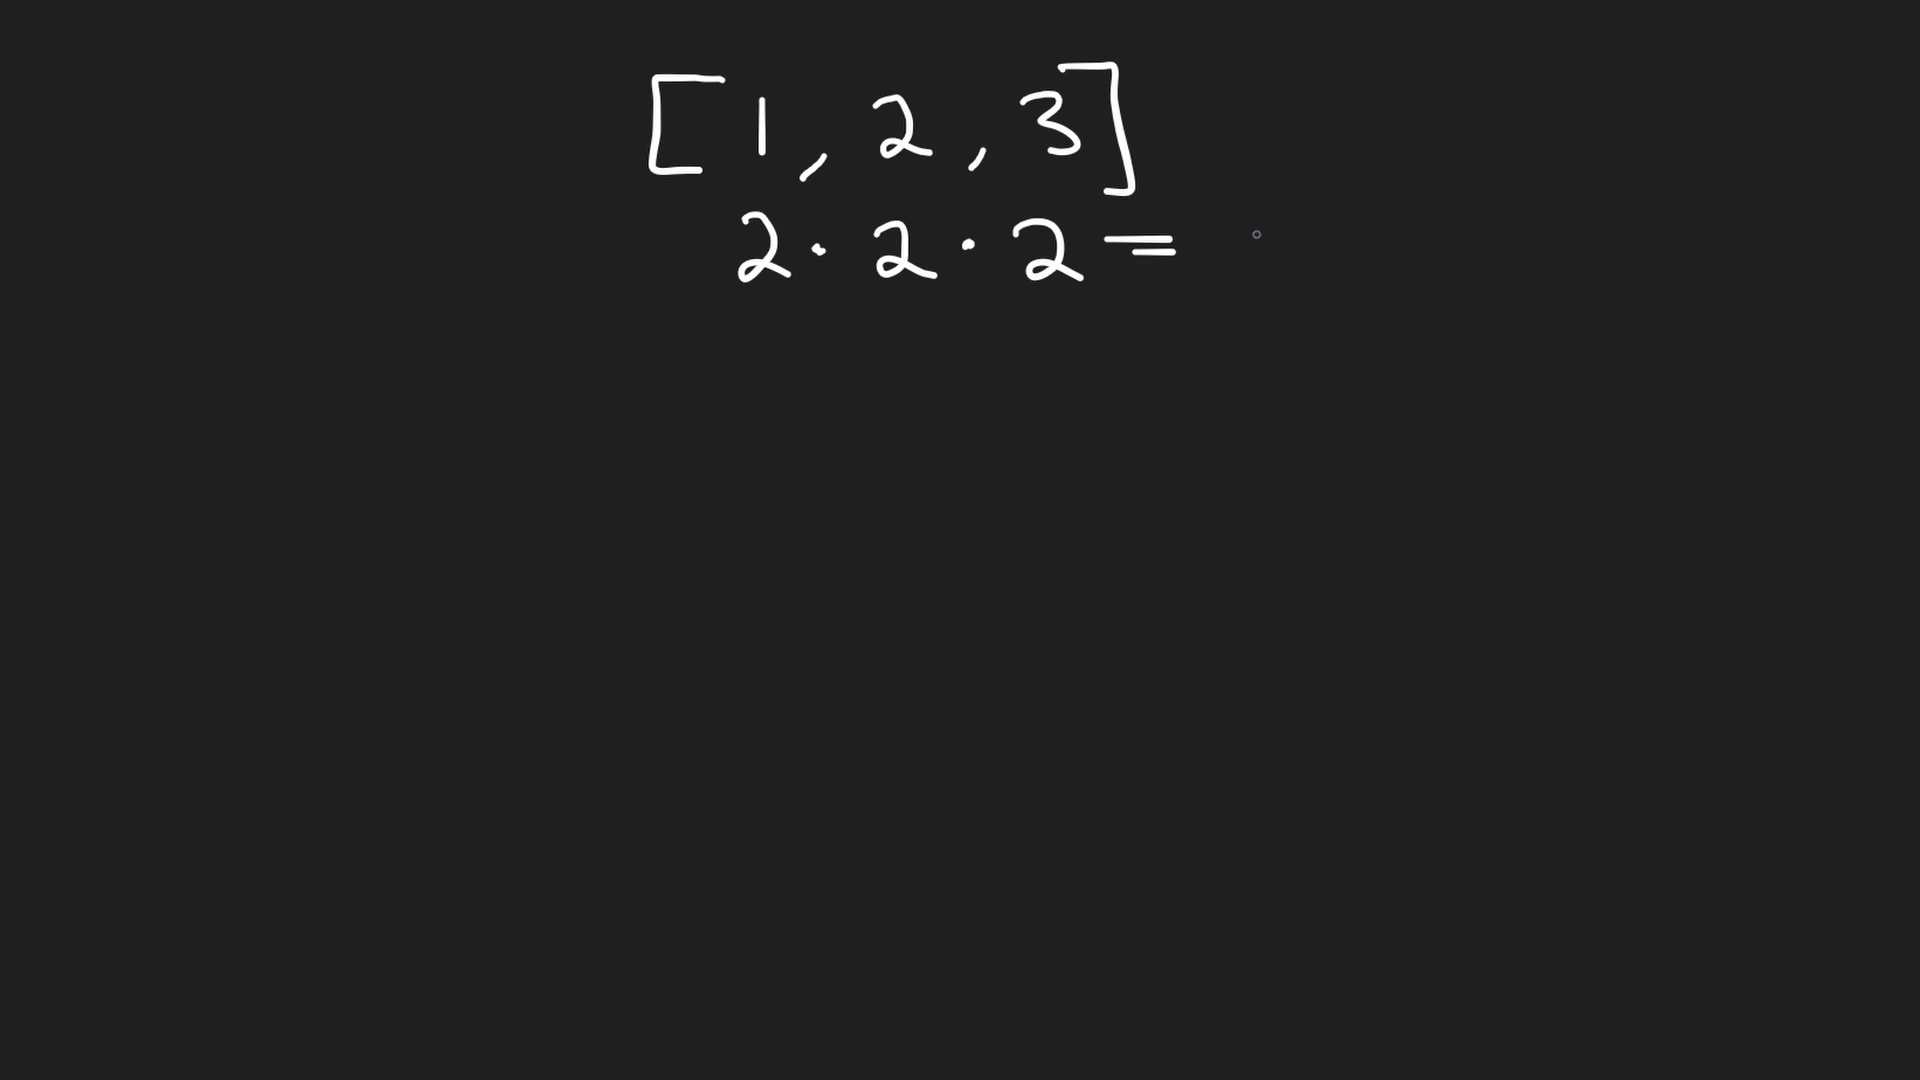 [1, 2, 3]
2 · 2 · 2 =